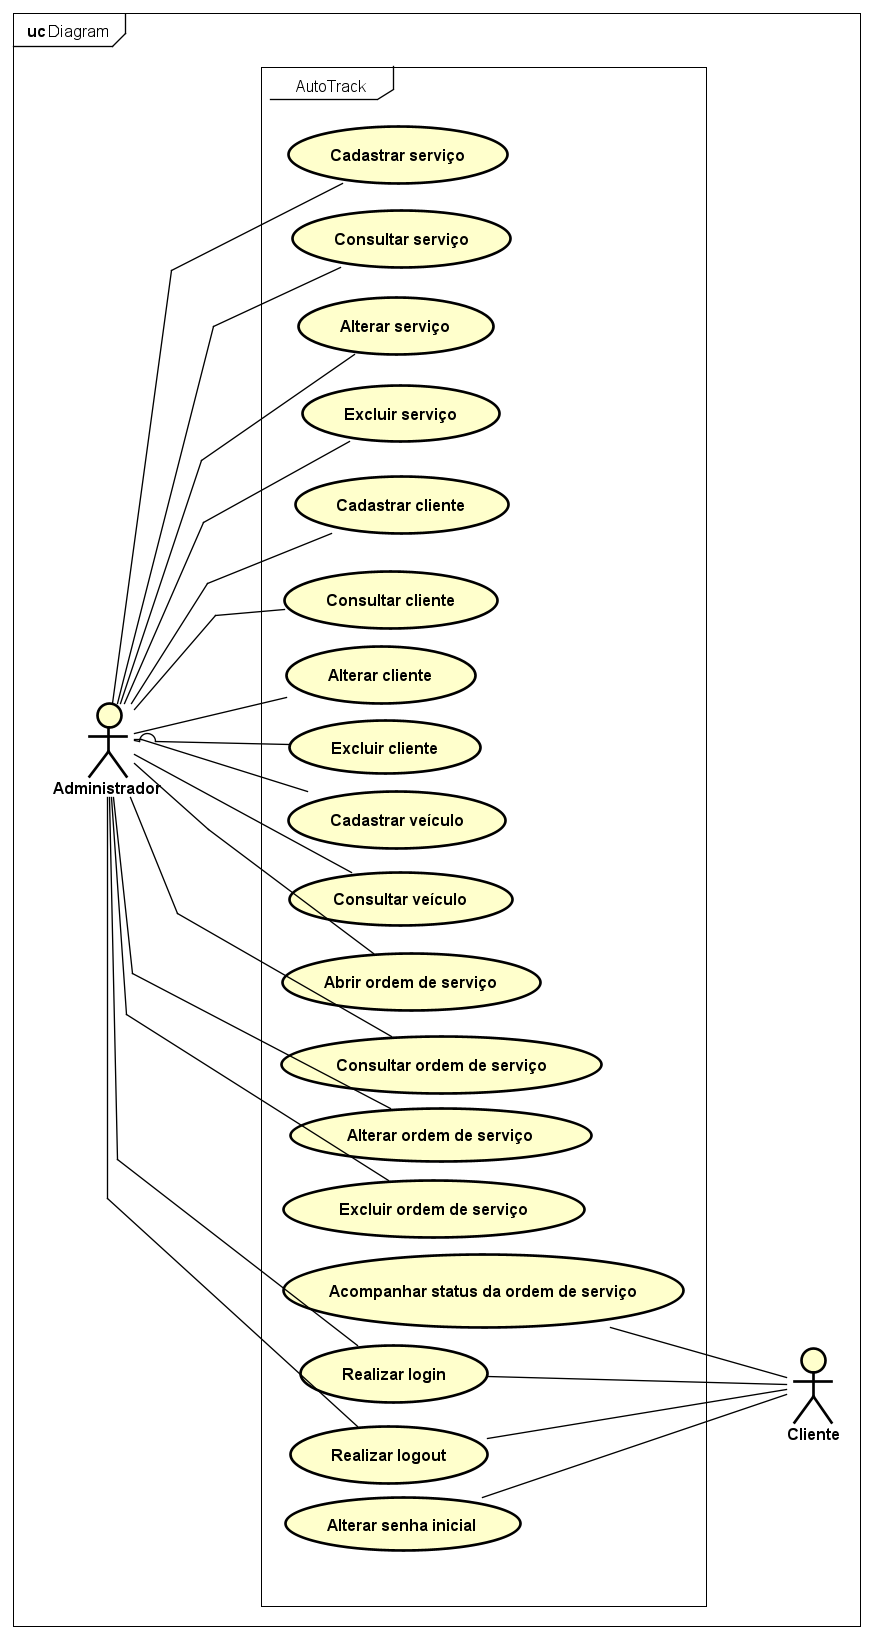 uc Diagram
AutoTrack
Cadastrar serviço
Consultar serviço
Alterar serviço
Excluir serviço
Cadastrar cliente
Consultar cliente
Alterar cliente
Excluir cliente
Administrador
Cadastrar veículo
Consultar veículo
Abrir ordem de serviço
Consultar ordem de serviço
Alterar ordem de serviço
Excluir ordem de serviço
Acompanhar status da ordem de serviço
Realizar login
Cliente
Realizar logout
Alterar senha inicial